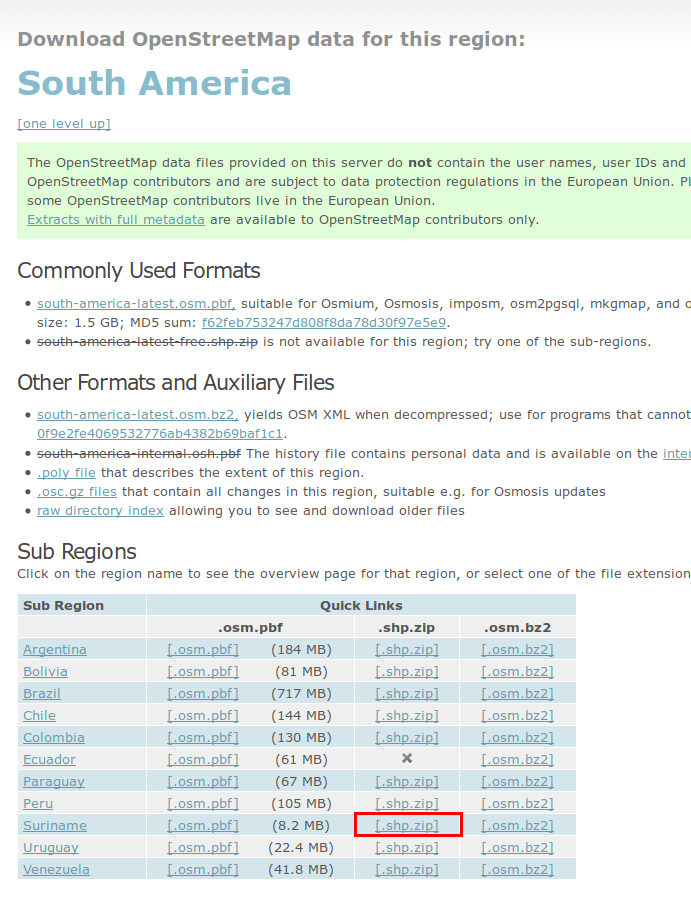 Download OpenStreetMap data for this region:
South America
[one level up]
The OpenStreetMap data files provided on this server do not contain the user names, user IDs and
OpenStreetMap contributors and are subject to data protection regulations in the European Union. Pl
some OpenStreetMap contributors live in the European Union.
Extracts with full metadata are available to OpenStreetMap contributors only.
Commonly Used Formats
• south-america-latest.osm.pbf, suitable for Osmium, Osmosis, imposm, osm2pgsql, mkgmap, and o
size: 1.5 GB; MD5 sum: f62feb753247d808f8da78d30f97e5e9.
• south-america-latest-free.shp.zip is not available for this region; try one of the sub-regions.
Other Formats and Auxiliary Files
• south-america-latest.osm.bz2, yields OSM XML when decompressed; use for programs that cannot
0f9e2fe4069532776ab4382b69baf1c1.
• south-america-internal.osh.pbf The history file contains personal data and is available on the inter
• .poly file that describes the extent of this region.
• .osc.gz files that contain all changes in this region, suitable e.g. for Osmosis updates
• raw directory index allowing you to see and download older files
Sub Regions
Click on the region name to see the overview page for that region, or select one of the file extension
Sub Region Quick Links
.osm.pbf .shp.zip .osm.bz2
Argentina [.osm.pbf] (184 MB) [.shp.zip] [.osm.bz2]
Bolivia [.osm.pbf] (81 MB) [.shp.zip] [.osm.bz2]
Brazil [.osm.pbf] (717 MB) [.shp.zip] [.osm.bz2]
Chile [.osm.pbf] (144 MB) [.shp.zip] [.osm.bz2]
Colombia [.osm.pbf] (130 MB) [.shp.zip] [.osm.bz2]
Ecuador [.osm.pbf] (61 MB) ✖ [.osm.bz2]
Paraguay [.osm.pbf] (67 MB) [.shp.zip] [.osm.bz2]
Peru [.osm.pbf] (105 MB) [.shp.zip] [.osm.bz2]
Suriname [.osm.pbf] (8.2 MB) [.shp.zip] [.osm.bz2]
Uruguay [.osm.pbf] (22.4 MB) [.shp.zip] [.osm.bz2]
Venezuela [.osm.pbf] (41.8 MB) [.shp.zip] [.osm.bz2]